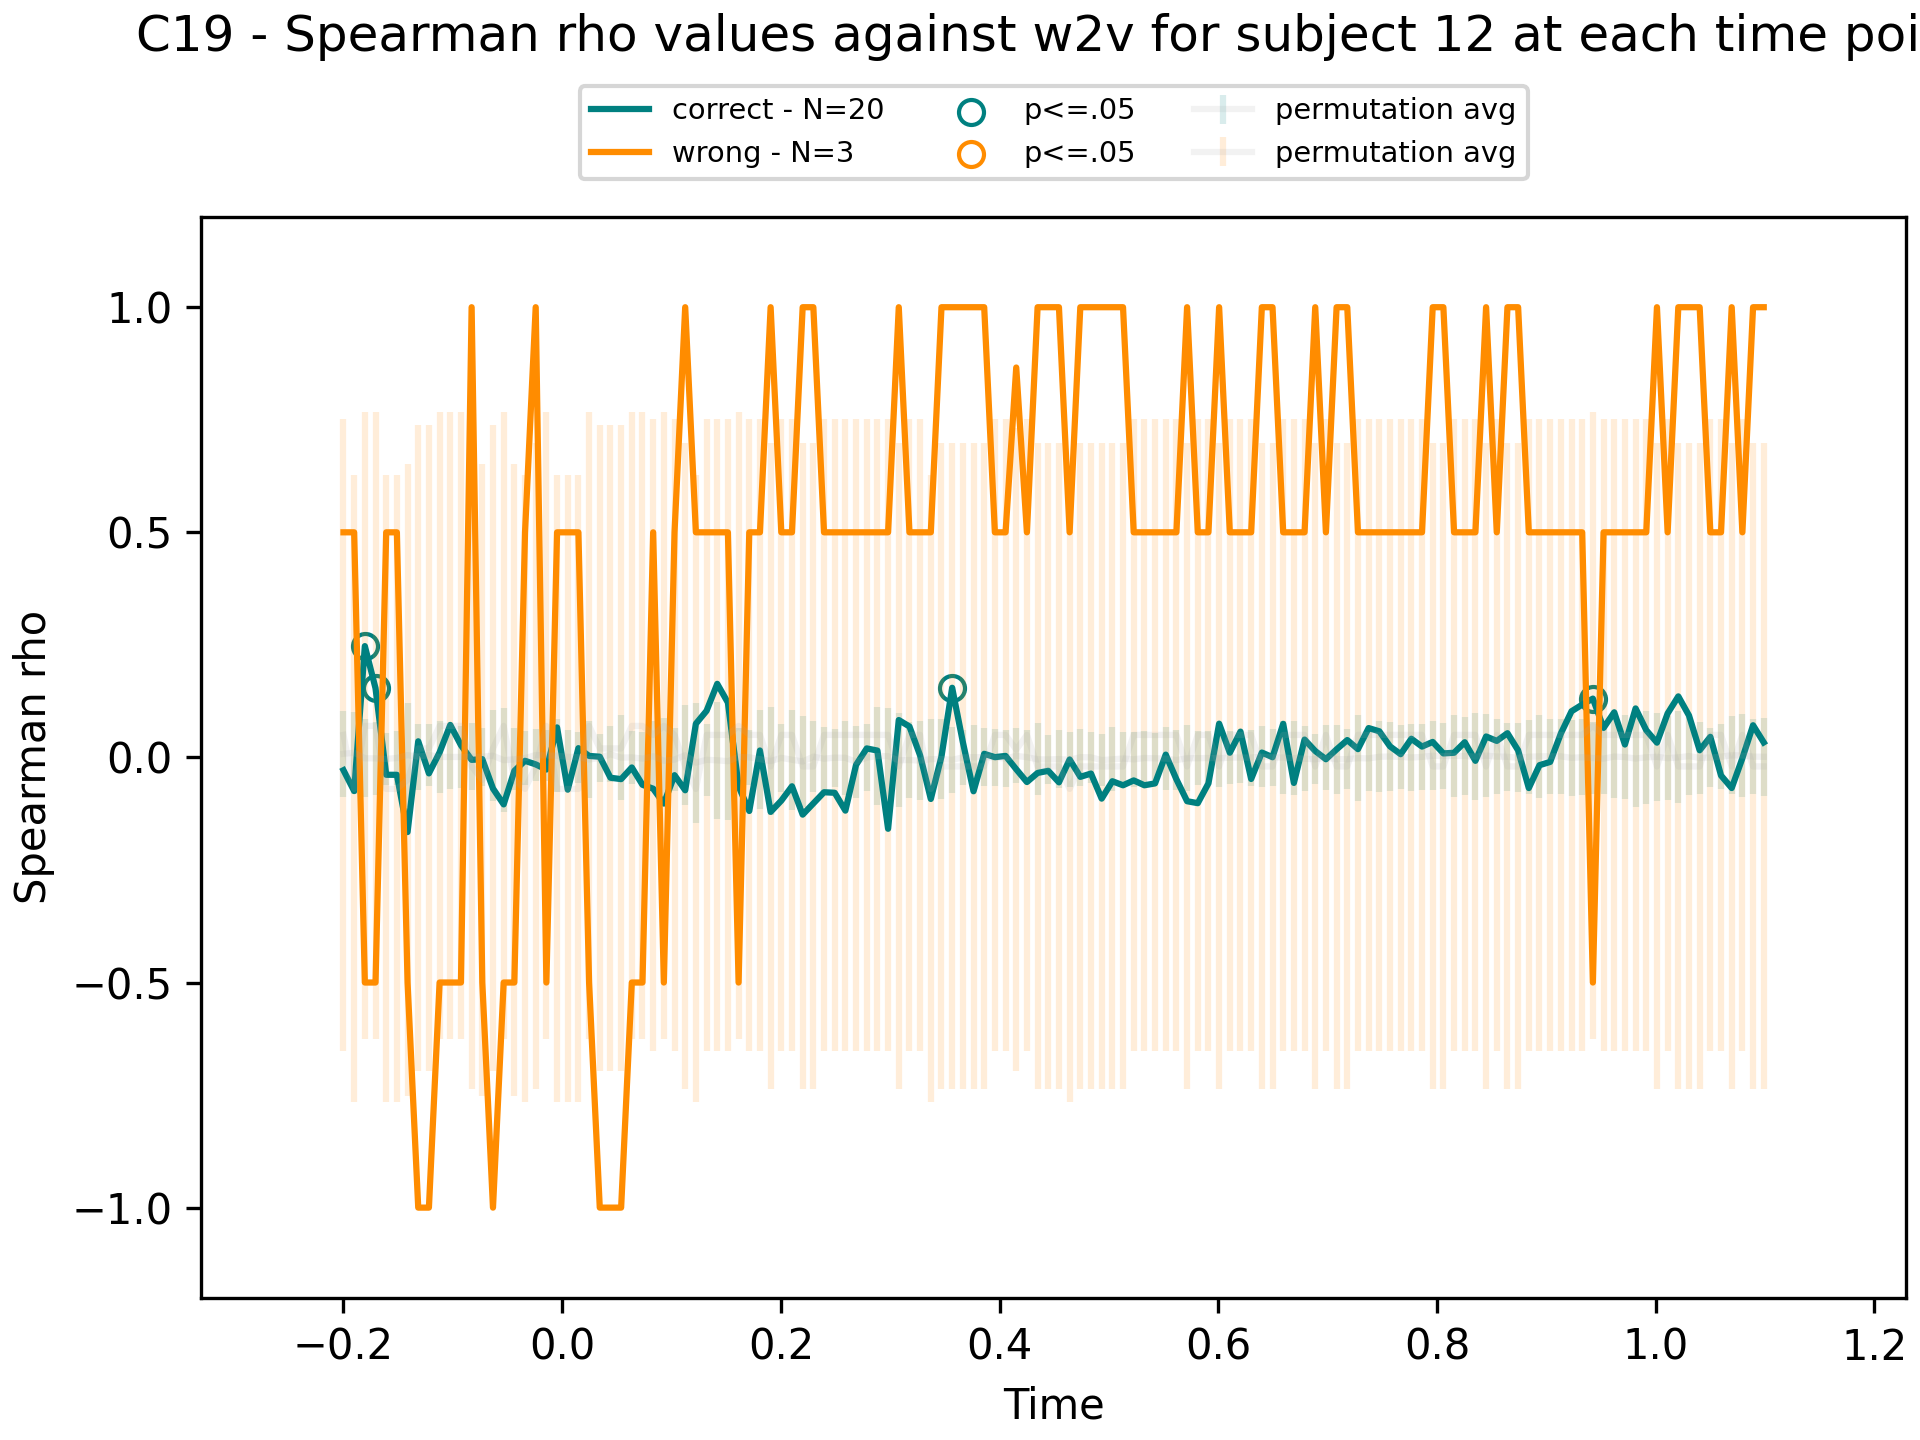 C19 - Spearman rho values against w2v for subject 12 at each time poi
correct - N=20
wrong - N=3
p<=.05
p<=.05
permutation avg
permutation avg
Spearman rho
1.0
0.5
0.0
−0.5
−1.0
−0.2 0.0 0.2 0.4 0.6 0.8 1.0 1.2
Time